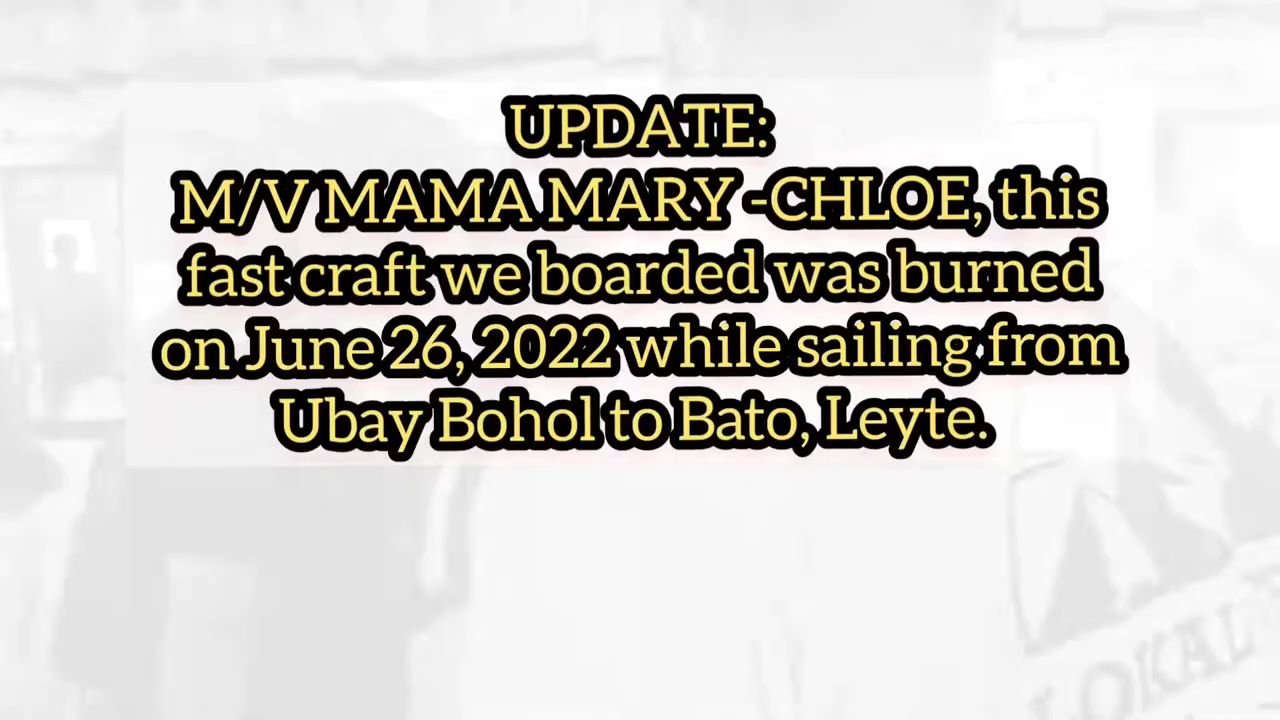 UPDATE:
M/V MAMA MARY -CHLOE, this
fast craft we boarded was burned
on June 26, 2022 while sailing from
Ubay Bohol to Bato, Leyte.
LOKAL